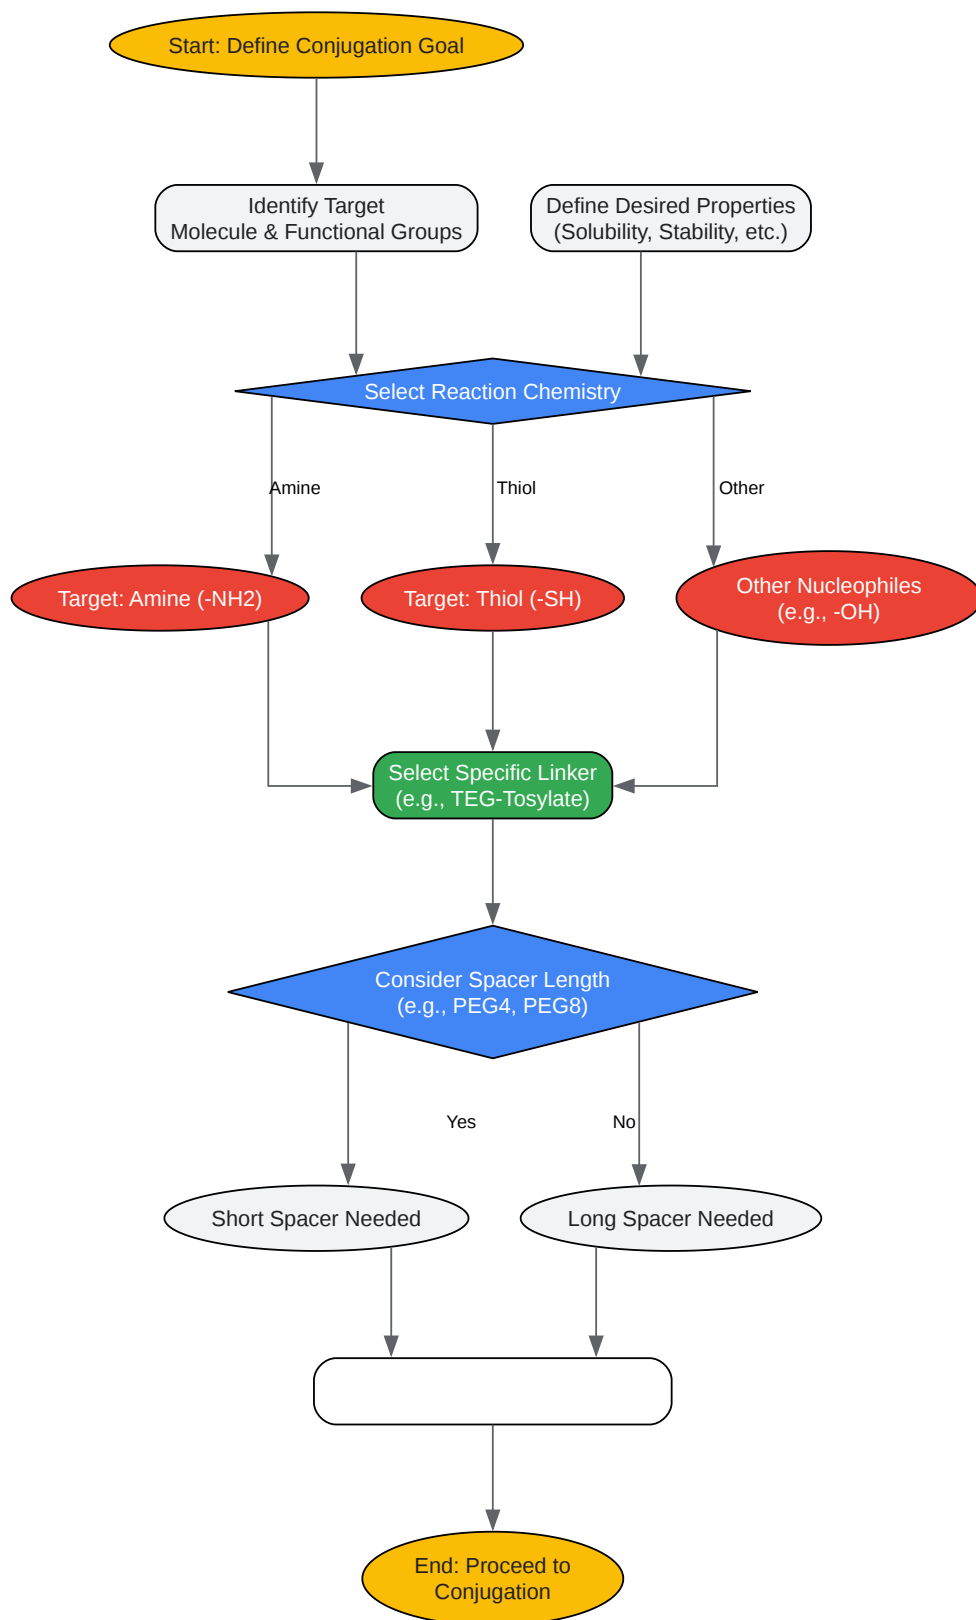 Start: Define Conjugation Goal
Identify Target
Molecule & Functional Groups
Define Desired Properties
(Solubility, Stability, etc.)
Select Reaction Chemistry
Amine
Thiol
Other
Target: Amine (-NH2)
Target: Thiol (-SH)
Other Nucleophiles
(e.g., -OH)
Select Specific Linker
(e.g., TEG-Tosylate)
Consider Spacer Length
(e.g., PEG4, PEG8)
Yes
No
Short Spacer Needed
Long Spacer Needed
End: Proceed to
Conjugation